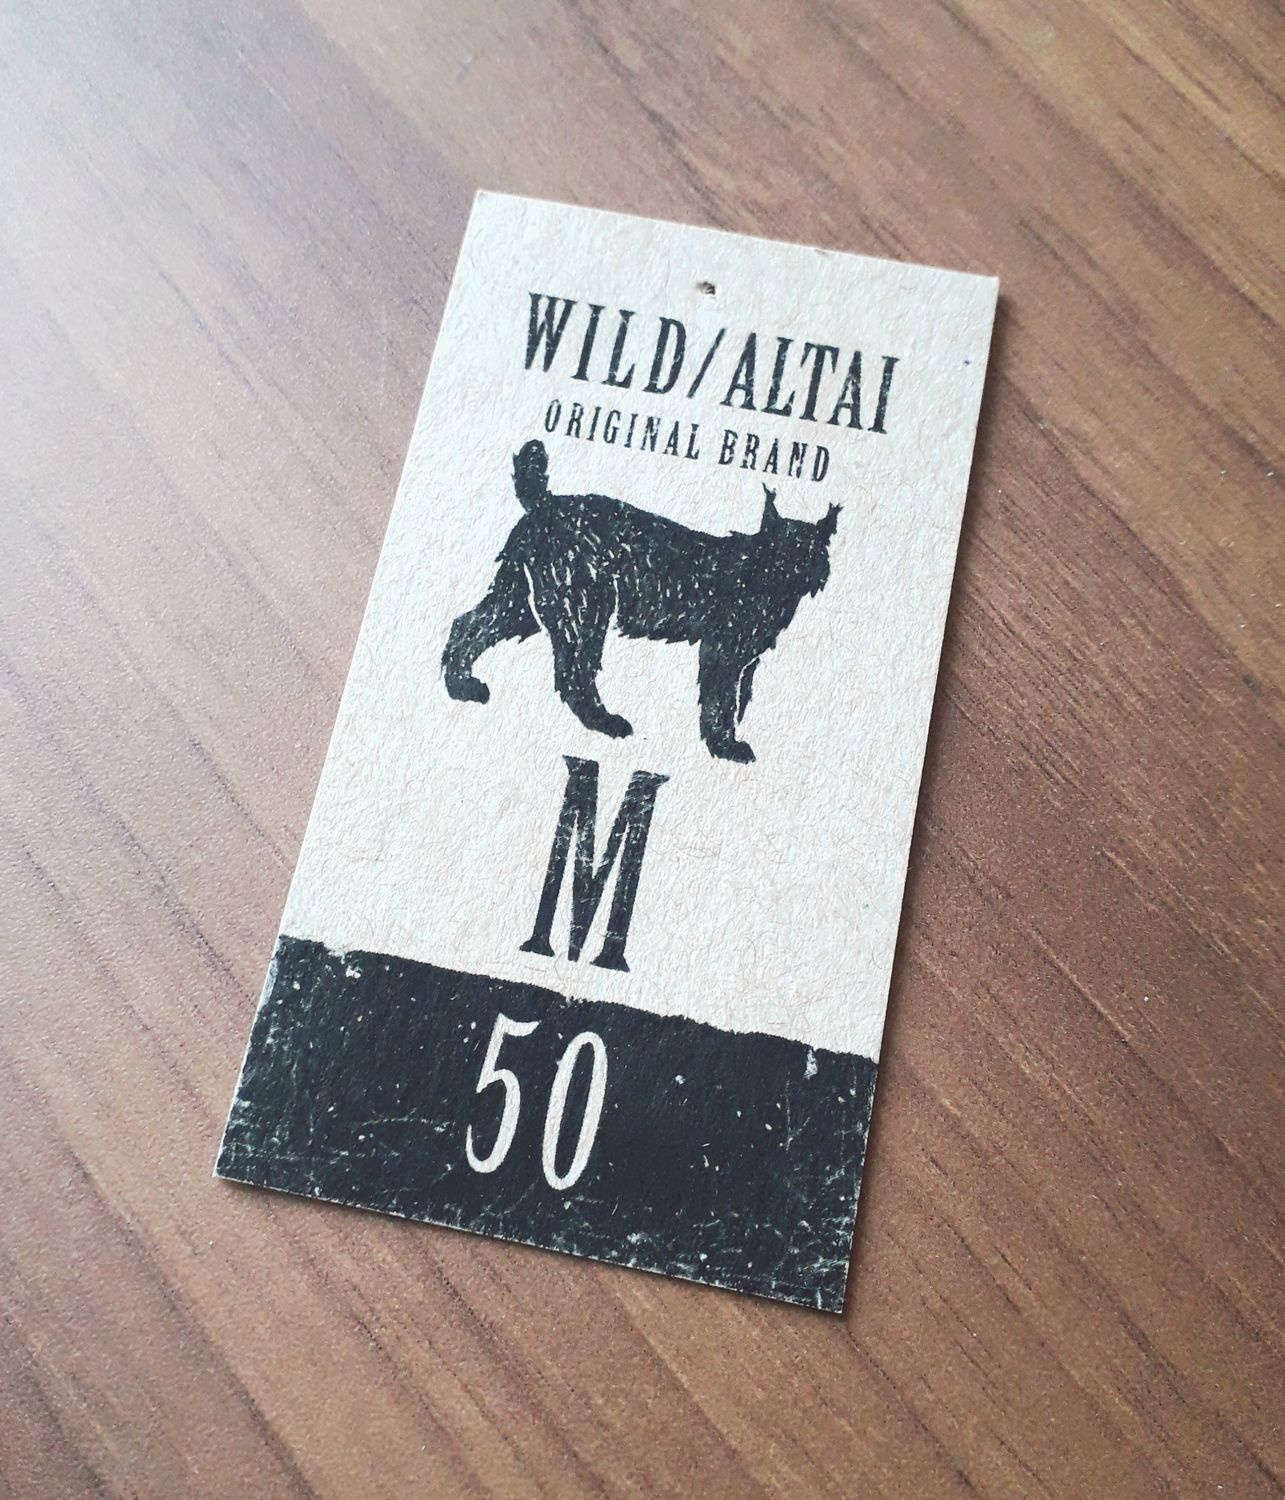 WILD/ALTAI
ORIGINAL BRAND
M
50